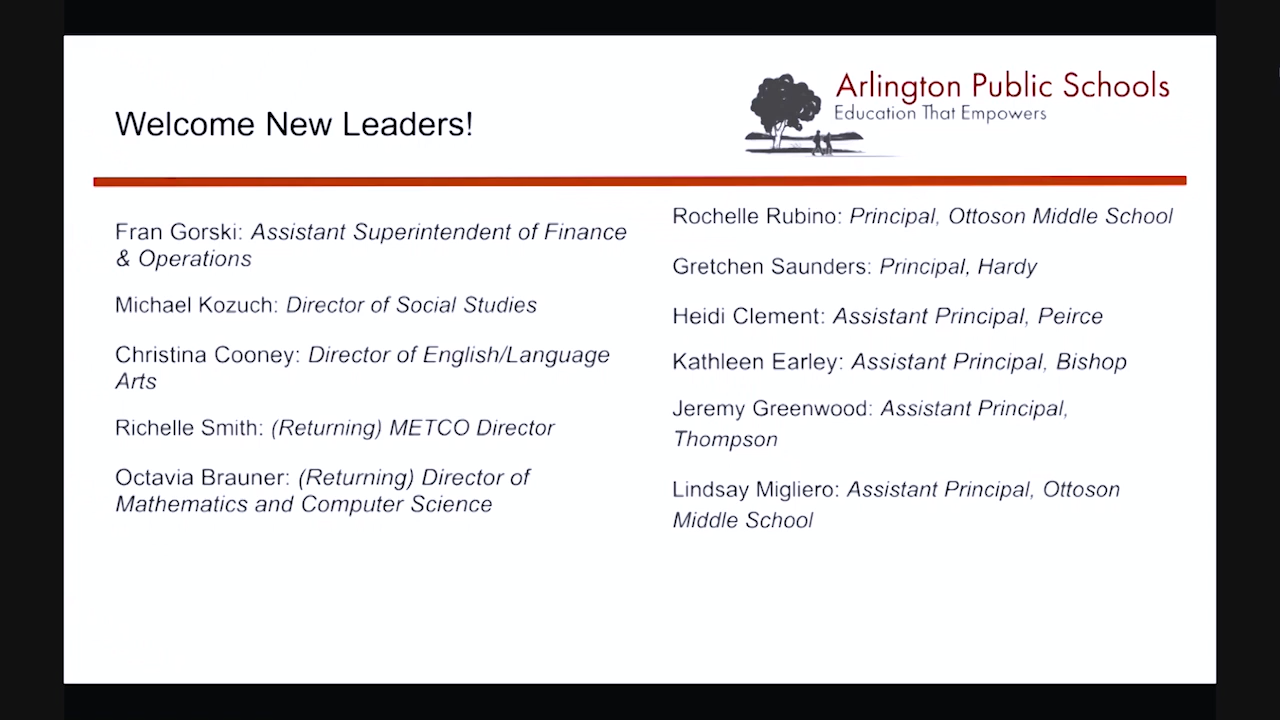 Welcome New Leaders!
Arlington Public Schools
Education That Empowers
Fran Gorski: Assistant Superintendent of Finance
& Operations
Michael Kozuch: Director of Social Studies
Christina Cooney: Director of English/Language
Arts
Richelle Smith: (Returning) METCO Director
Octavia Brauner: (Returning) Director of
Mathematics and Computer Science
Rochelle Rubino: Principal, Ottoson Middle School
Gretchen Saunders: Principal, Hardy
Heidi Clement: Assistant Principal, Peirce
Kathleen Earley: Assistant Principal, Bishop
Jeremy Greenwood: Assistant Principal,
Thompson
Lindsay Migliero: Assistant Principal, Ottoson
Middle School